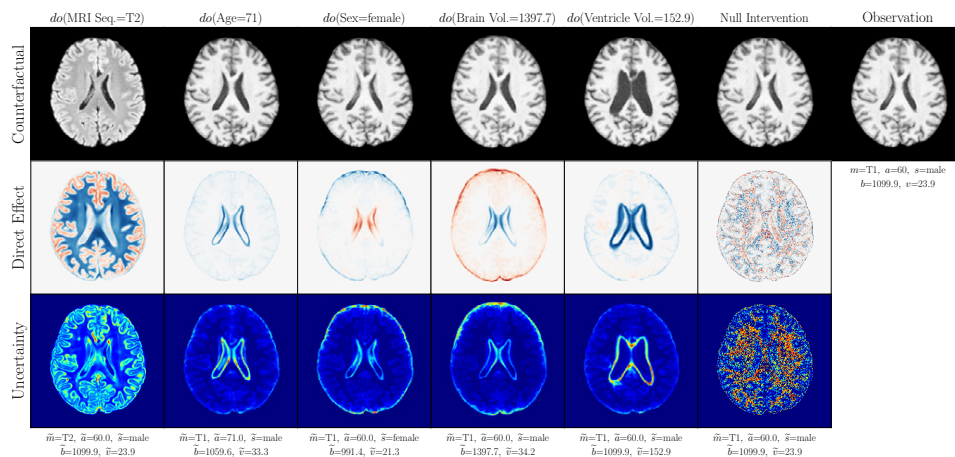 do(MRI Seq.=T2) do(Age=71) do(Sex=female) do(Brain Vol.=1397.7) do(Ventricle Vol.=152.9) Null Intervention Observation
Counterfactual
m=T1, a=60, s=male
b=1099.9, v=23.9
Direct Effect
Uncertainty
m̃=T2, ã=60.0, s̃=male
b̃=1099.9, ṽ=23.9
m̃=T1, ã=71.0, s̃=male
b̃=1059.6, ṽ=33.3
m̃=T1, ã=60.0, s̃=female
b̃=991.4, ṽ=21.3
m̃=T1, ã=60.0, s̃=male
b̃=1397.7, ṽ=34.2
m̃=T1, ã=60.0, s̃=male
b̃=1099.9, ṽ=152.9
m̃=T1, ã=60.0, s̃=male
b̃=1099.9, ṽ=23.9